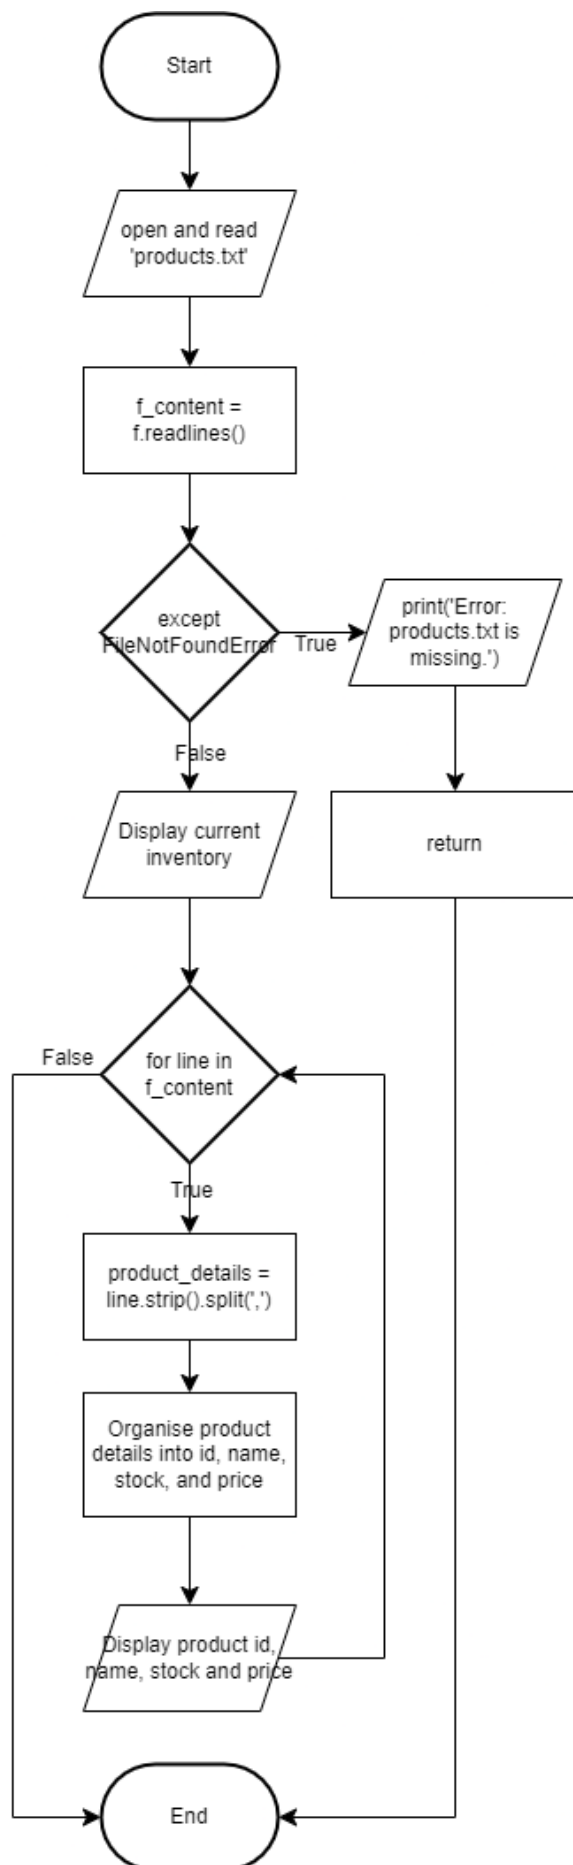 Start
open and read
'products.txt'
f_content =
f.readlines()
except
FileNotFoundError
True
print('Error:
products.txt is
missing.')
False
Display current
inventory
return
False
for line in
f_content
True
product_details =
line.strip().split(',')
Organise product
details into id, name,
stock, and price
Display product id,
name, stock and price
End